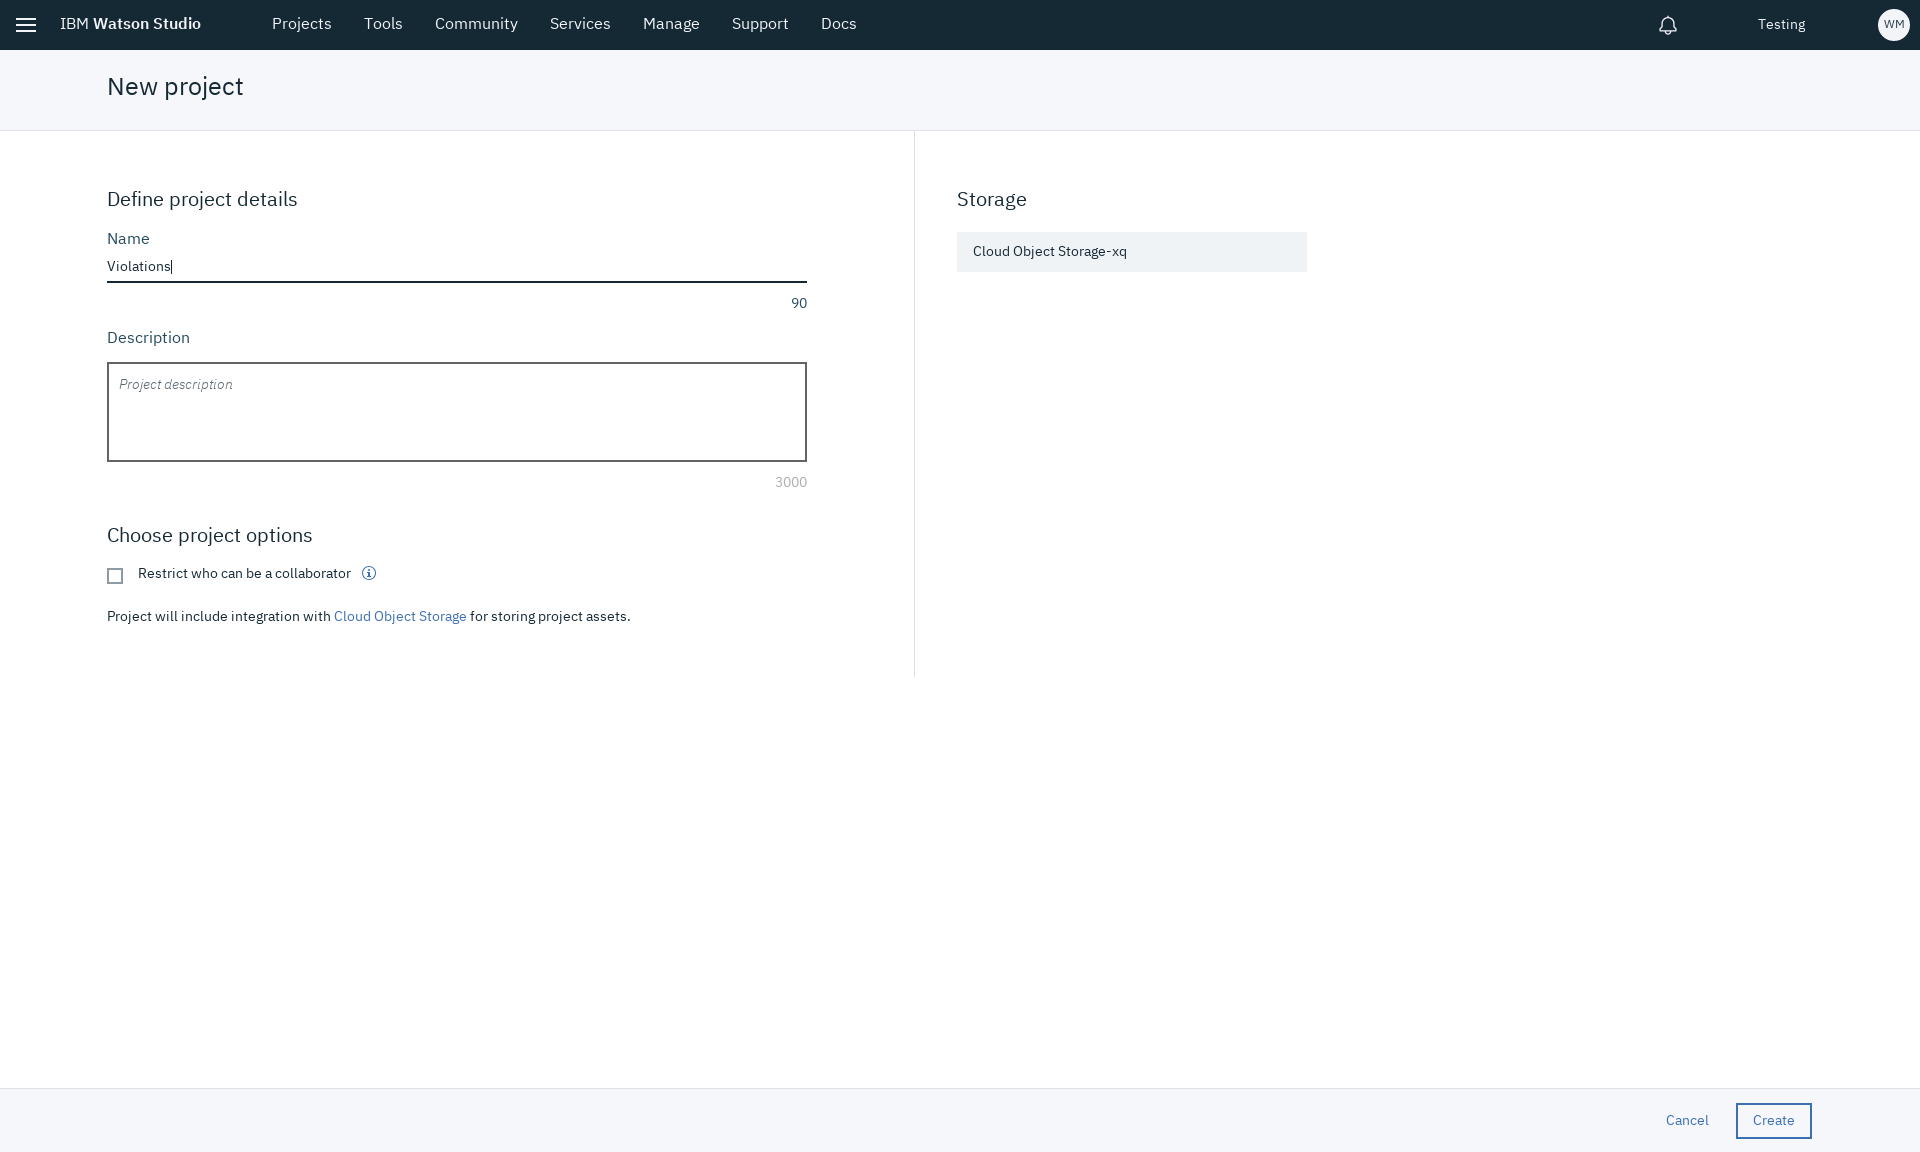 IBM Watson Studio
Projects
Tools
Community
Services
Manage
Support
Docs
Testing
WM
New project
Define project details
Name
Violations
90
Description
Project description
3000
Choose project options
Restrict who can be a collaborator
Project will include integration with Cloud Object Storage for storing project assets.
Storage
Cloud Object Storage-xq
Cancel
Create